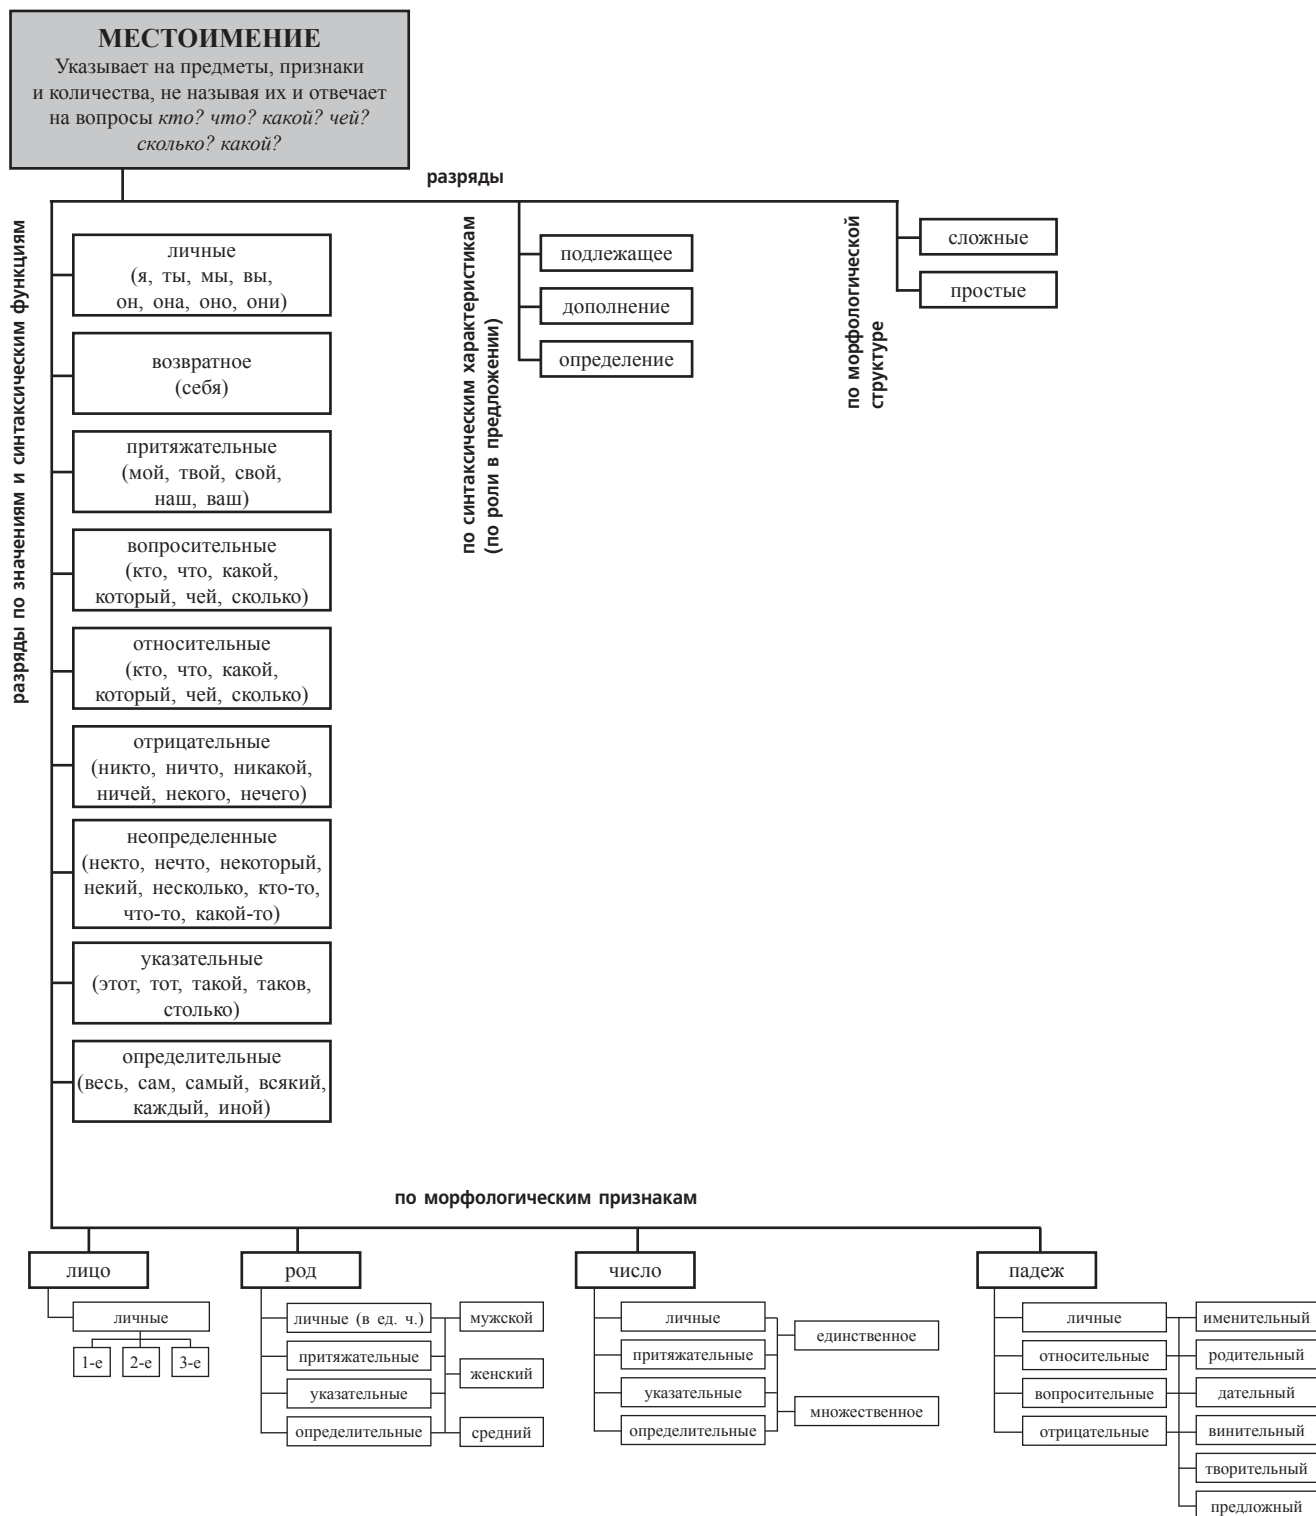 МЕСТОИМЕНИЕ
Указывает на предметы, признаки
и количества, не называя их и отвечает
на вопросы кто? что? какой? чей?
сколько? какой?
разряды
разряды по значениям и синтаксическим функциям
личные
(я, ты, мы, вы,
он, она, оно, они)
возвратное
(себя)
притяжательные
(мой, твой, свой,
наш, ваш)
вопросительные
(кто, что, какой,
который, чей, сколько)
относительные
(кто, что, какой,
который, чей, сколько)
отрицательные
(никто, ничто, никакой,
ничей, некого, нечего)
неопределенные
(некто, нечто, некоторый,
некий, несколько, кто-то,
что-то, какой-то)
указательные
(этот, тот, такой, таков,
столько)
определительные
(весь, сам, самый, всякий,
каждый, иной)
по синтаксическим характеристикам
(по роли в предложении)
подлежащее
дополнение
определение
по морфологической
структуре
сложные
простые
по морфологическим признакам
лицо
личные
1-е
2-е
3-е
род
личные (в ед. ч.)
притяжательные
указательные
определительные
мужской
женский
средний
число
личные
притяжательные
указательные
определительные
единственное
множественное
падеж
личные
относительные
вопросительные
отрицательные
именительный
родительный
дательный
винительный
творительный
предложный